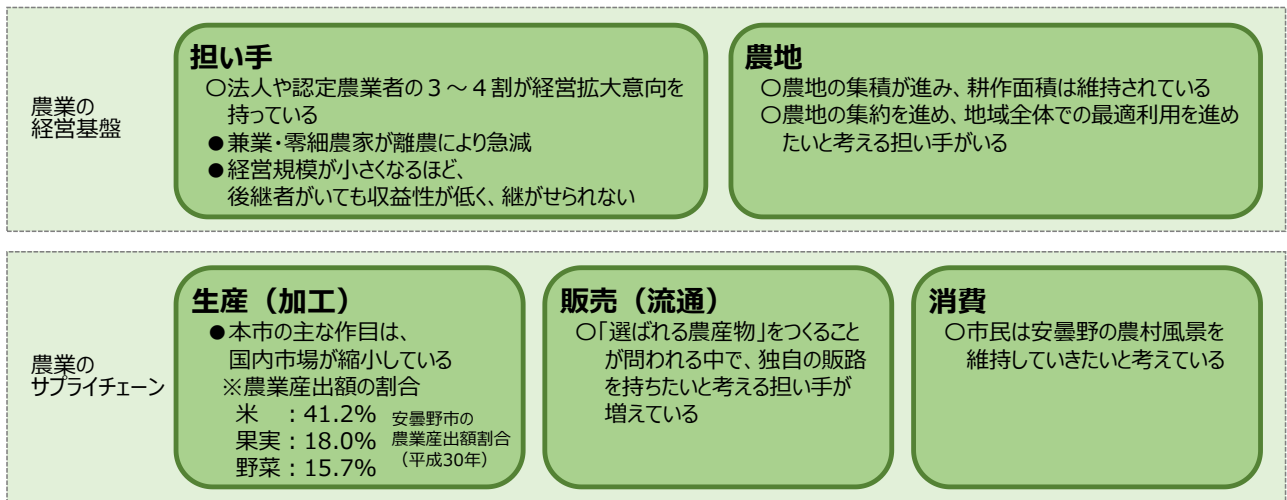 農業の
経営基盤
担い手
〇法人や認定農業者の3～4割が経営拡大意向を
持っている
●兼業・零細農家が離農により急減
●経営規模が小さくなるほど、
後継者がいても収益性が低く、継がせられない
農地
〇農地の集積が進み、耕作面積は維持されている
〇農地の集約を進め、地域全体での最適利用を進め
たいと考える担い手がいる
農業の
サプライチェーン
生産（加工）
●本市の主な作目は、
国内市場が縮小している
※農業産出額の割合
米　：41.2%
果実：18.0%
野菜：15.7%
安曇野市の
農業産出額割合
（平成30年）
販売（流通）
〇「選ばれる農産物」をつくること
が問われる中で、独自の販路
を持ちたいと考える担い手が
増えている
消費
〇市民は安曇野の農村風景を
維持していきたいと考えている